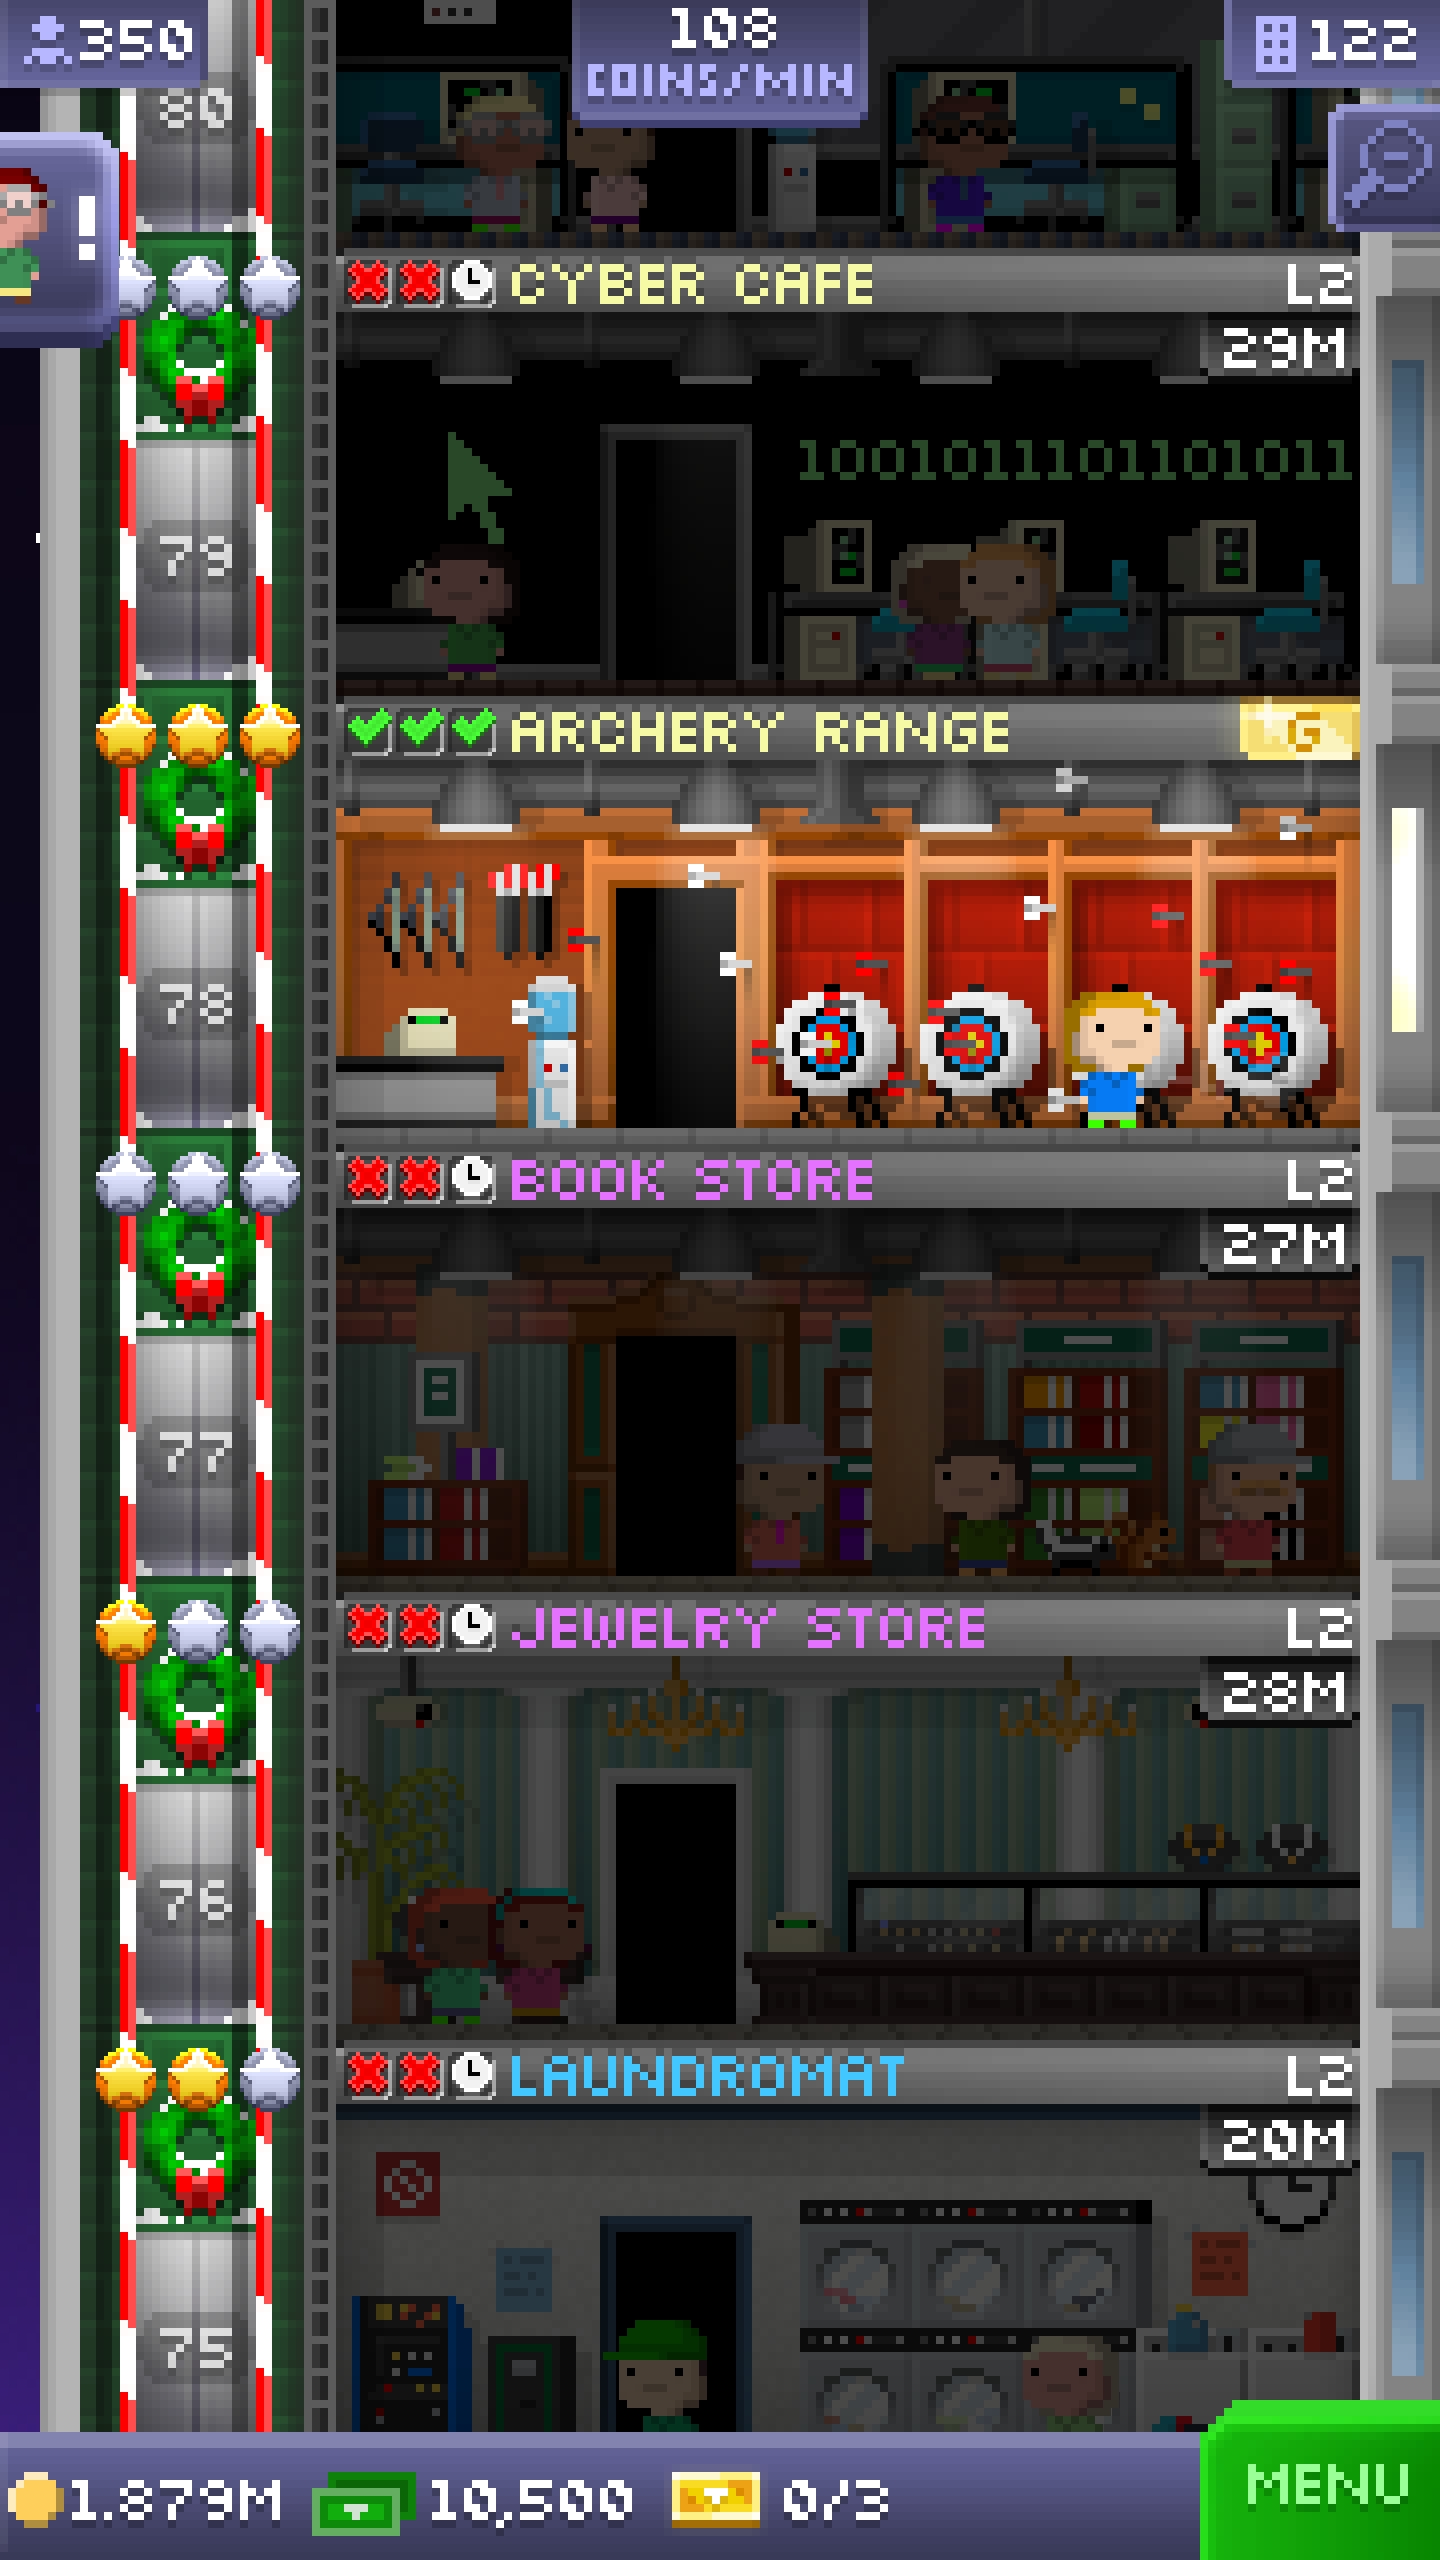 350
108
COINS/MIN
122
80
!
CYBER CAFE
L2
29M
1001011101101011
79
ARCHERY RANGE
G
78
BOOK STORE
L2
27M
77
JEWELRY STORE
L2
28M
76
LAUNDROMAT
L2
20M
75
1.879M
10,500
0/3
MENU